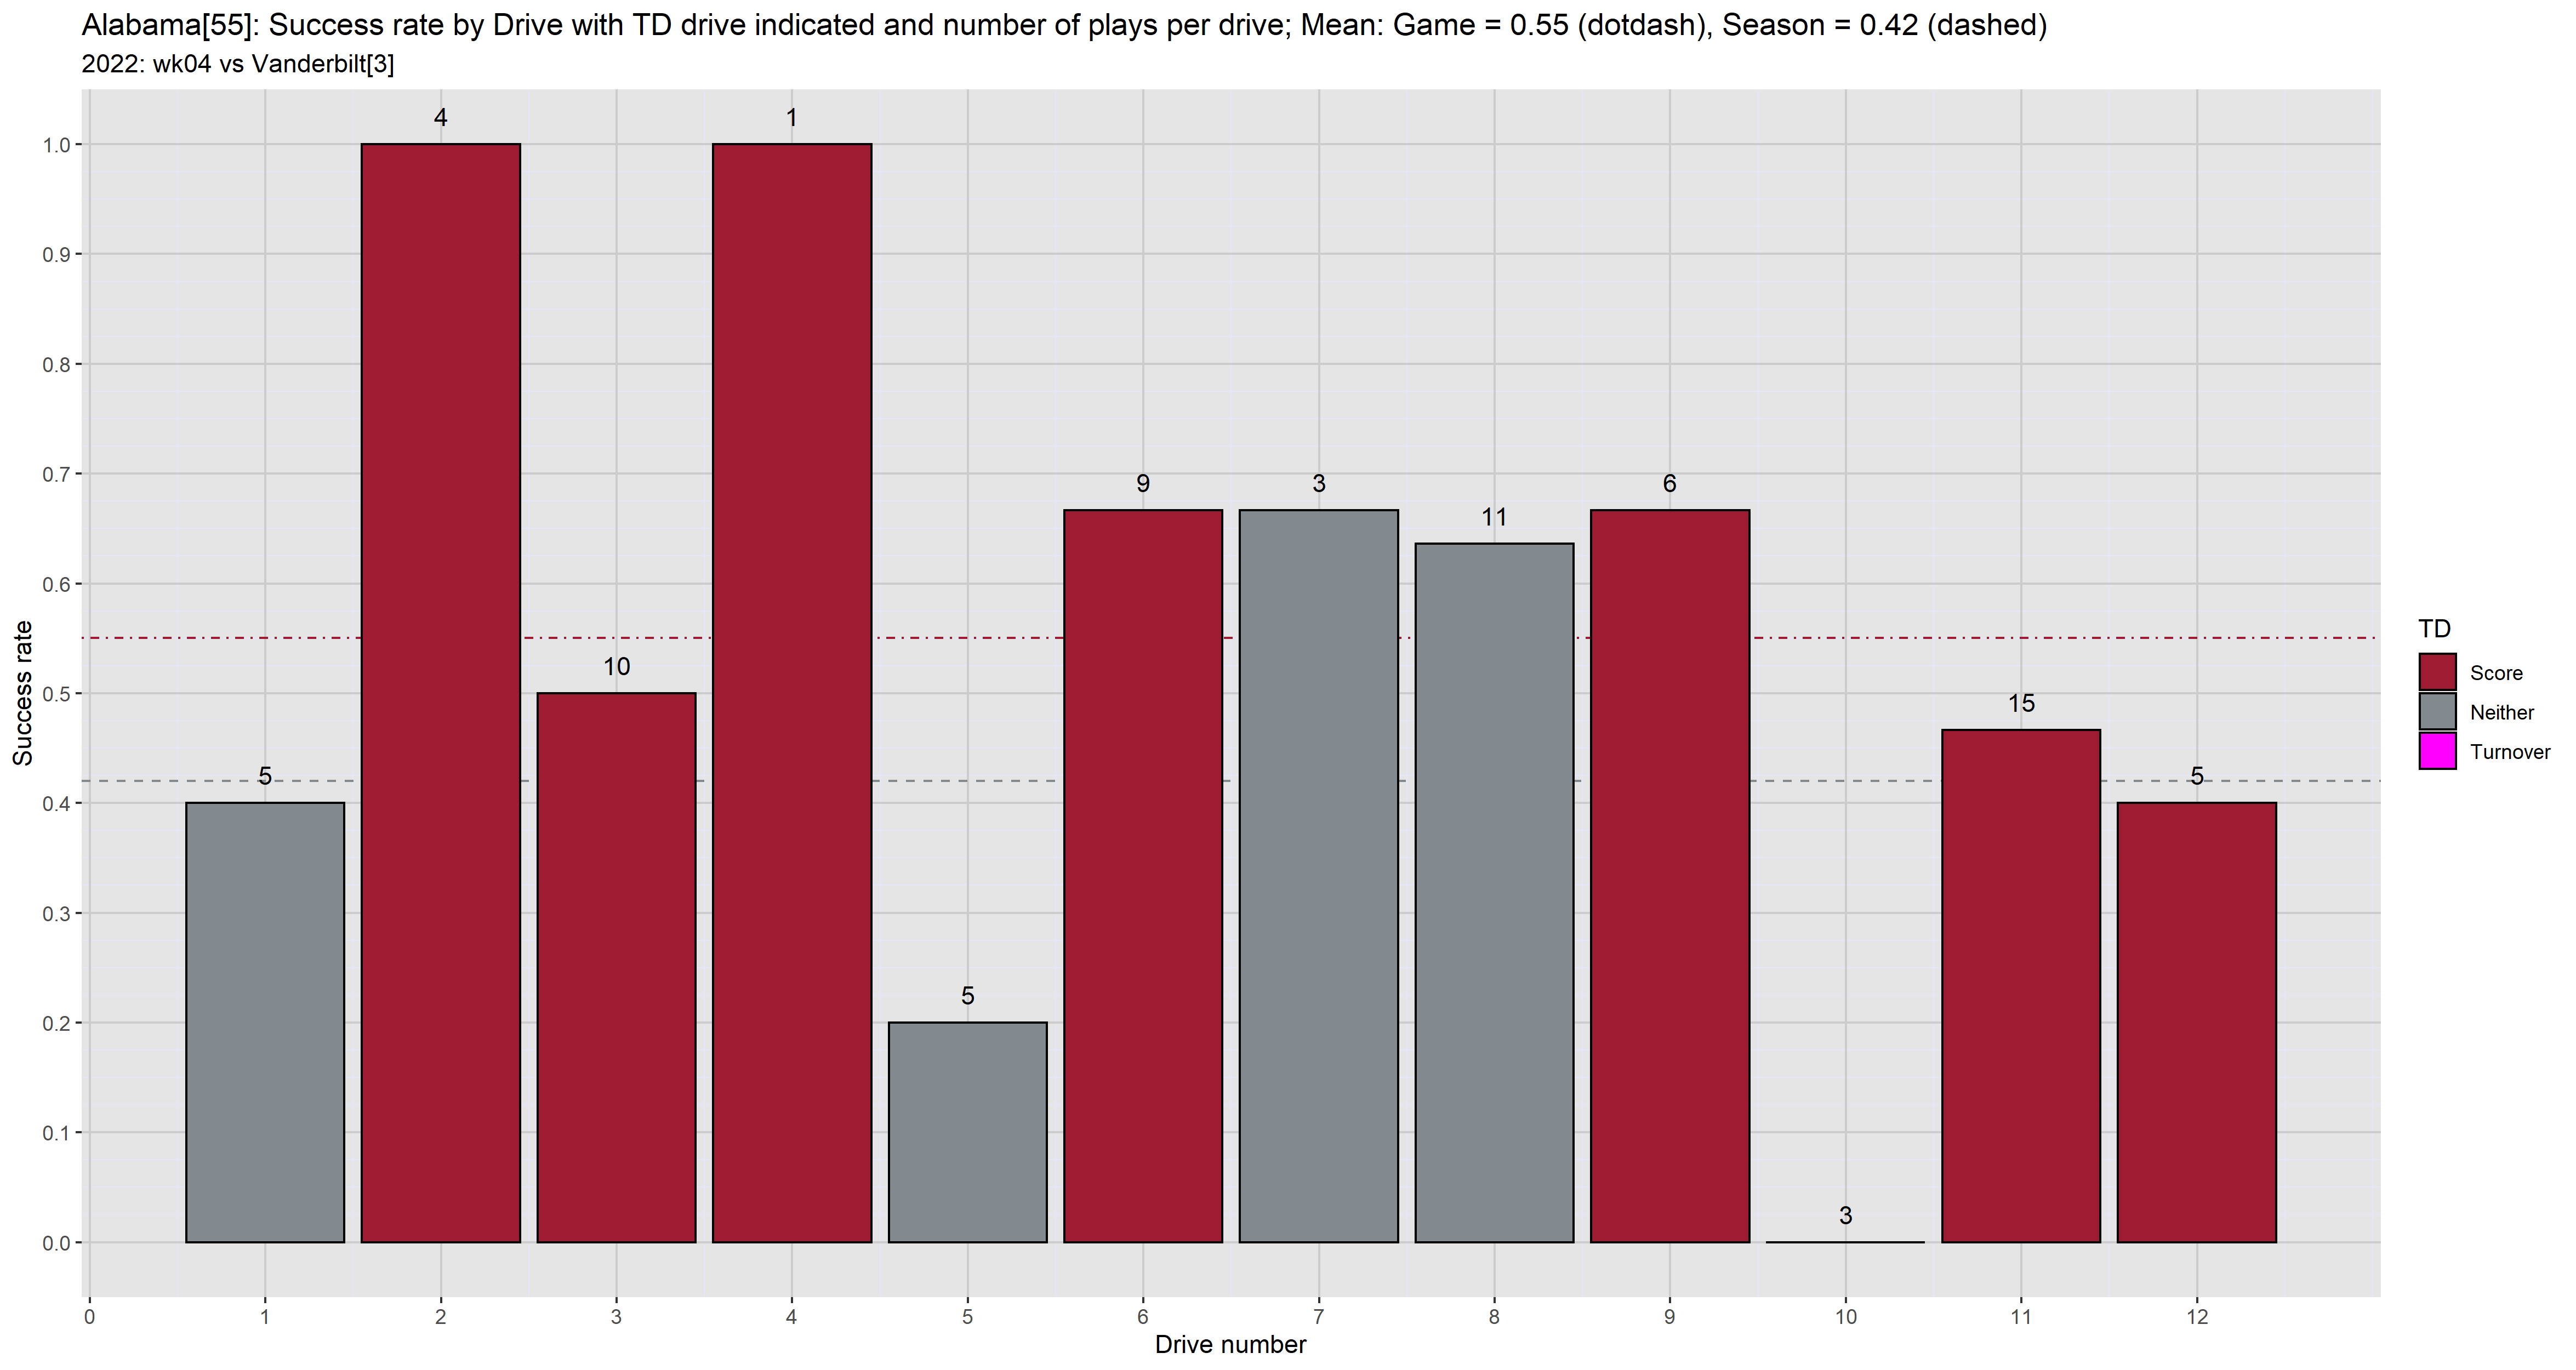 Alabama[55]: Success rate by Drive with TD drive indicated and number of plays per drive; Mean: Game = 0.55 (dotdash), Season = 0.42 (dashed)
2022: wk04 vs Vanderbilt[3]
4
1
1.0
0.9
0.8
0.7
9
3
6
11
0.6
10
0.5
15
5
5
0.4
0.3
5
0.2
0.1
3
0.0
Success rate
0 1 2 3 4 5 6 7 8 9 10 11 12
Drive number
TD
Score
Neither
Turnover